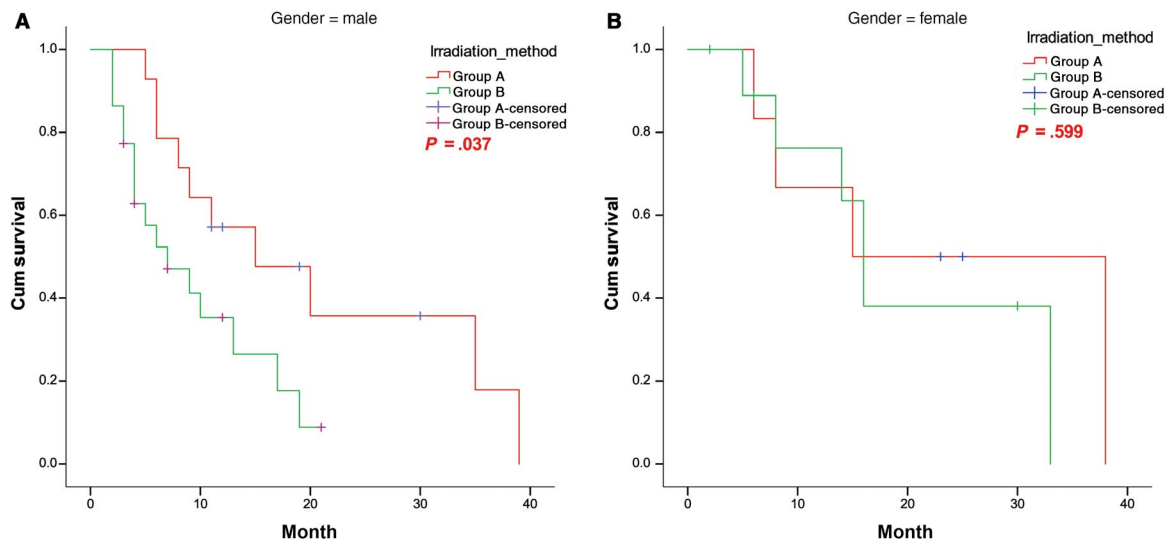 A
Gender = male
Irradiation_method
Group A
Group B
Group A-censored
Group B-censored
P = .037
Cum survival
1.0
0.8
0.6
0.4
0.2
0.0
0 10 20 30 40
Month
B
Gender = female
Irradiation_method
Group A
Group B
Group A-censored
Group B-censored
P = .599
Cum survival
1.0
0.8
0.6
0.4
0.2
0.0
0 10 20 30 40
Month